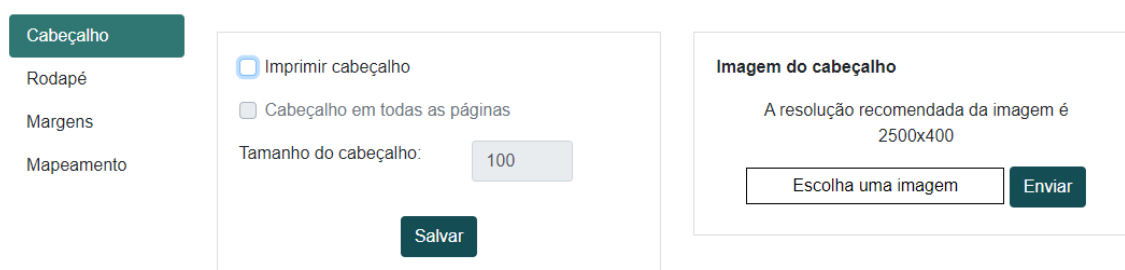 Cabeçalho
Rodapé
Margens
Mapeamento
Imprimir cabeçalho
Cabeçalho em todas as páginas
Tamanho do cabeçalho:
100
Salvar
Imagem do cabeçalho
A resolução recomendada da imagem é
2500x400
Escolha uma imagem
Enviar